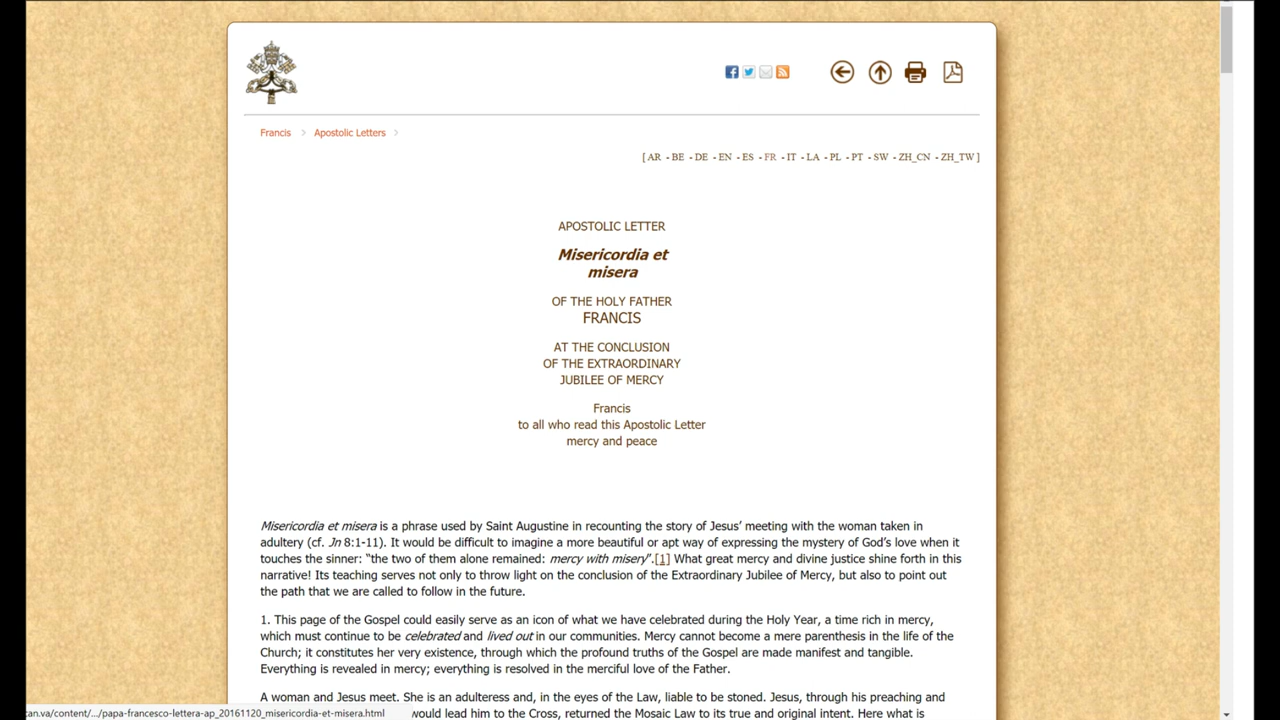 Francis > Apostolic Letters >
[ AR - BE - DE - EN - ES - FR - IT - LA - PL - PT - SW - ZH_CN - ZH_TW ]
APOSTOLIC LETTER
Misericordia et
misera
OF THE HOLY FATHER
FRANCIS
AT THE CONCLUSION
OF THE EXTRAORDINARY
JUBILEE OF MERCY
Francis
to all who read this Apostolic Letter
mercy and peace
Misericordia et misera is a phrase used by Saint Augustine in recounting the story of Jesus’ meeting with the woman taken in
adultery (cf. Jn 8:1-11). It would be difficult to imagine a more beautiful or apt way of expressing the mystery of God’s love when it
touches the sinner: “the two of them alone remained: mercy with misery”.[1] What great mercy and divine justice shine forth in this
narrative! Its teaching serves not only to throw light on the conclusion of the Extraordinary Jubilee of Mercy, but also to point out
the path that we are called to follow in the future.
1. This page of the Gospel could easily serve as an icon of what we have celebrated during the Holy Year, a time rich in mercy,
which must continue to be celebrated and lived out in our communities. Mercy cannot become a mere parenthesis in the life of the
Church; it constitutes her very existence, through which the profound truths of the Gospel are made manifest and tangible.
Everything is revealed in mercy; everything is resolved in the merciful love of the Father.
A woman and Jesus meet. She is an adulteress and, in the eyes of the Law, liable to be stoned. Jesus, through his preaching and
would lead him to the Cross, returned the Mosaic Law to its true and original intent. Here what is
can.va/content/.../papa-francesco-lettera-ap_20161120_misericordia-et-misera.html